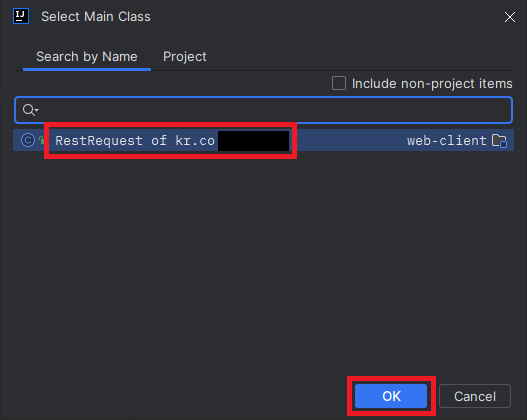 IJ
Select Main Class
Search by Name Project
Include non-project items
RestRequest of kr.co web-client
OK Cancel